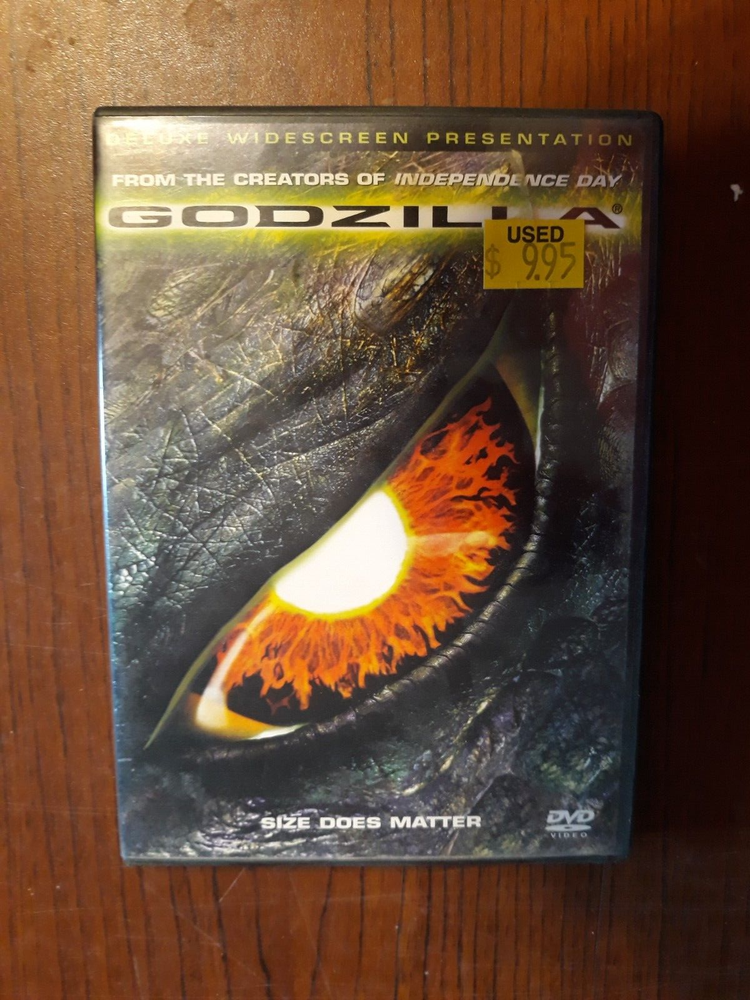 DELUXE WIDESCREEN PRESENTATION
FROM THE CREATORS OF INDEPENDENCE DAY
GODZILLA®
USED
$ 9.95
SIZE DOES MATTER
DVD
VIDEO